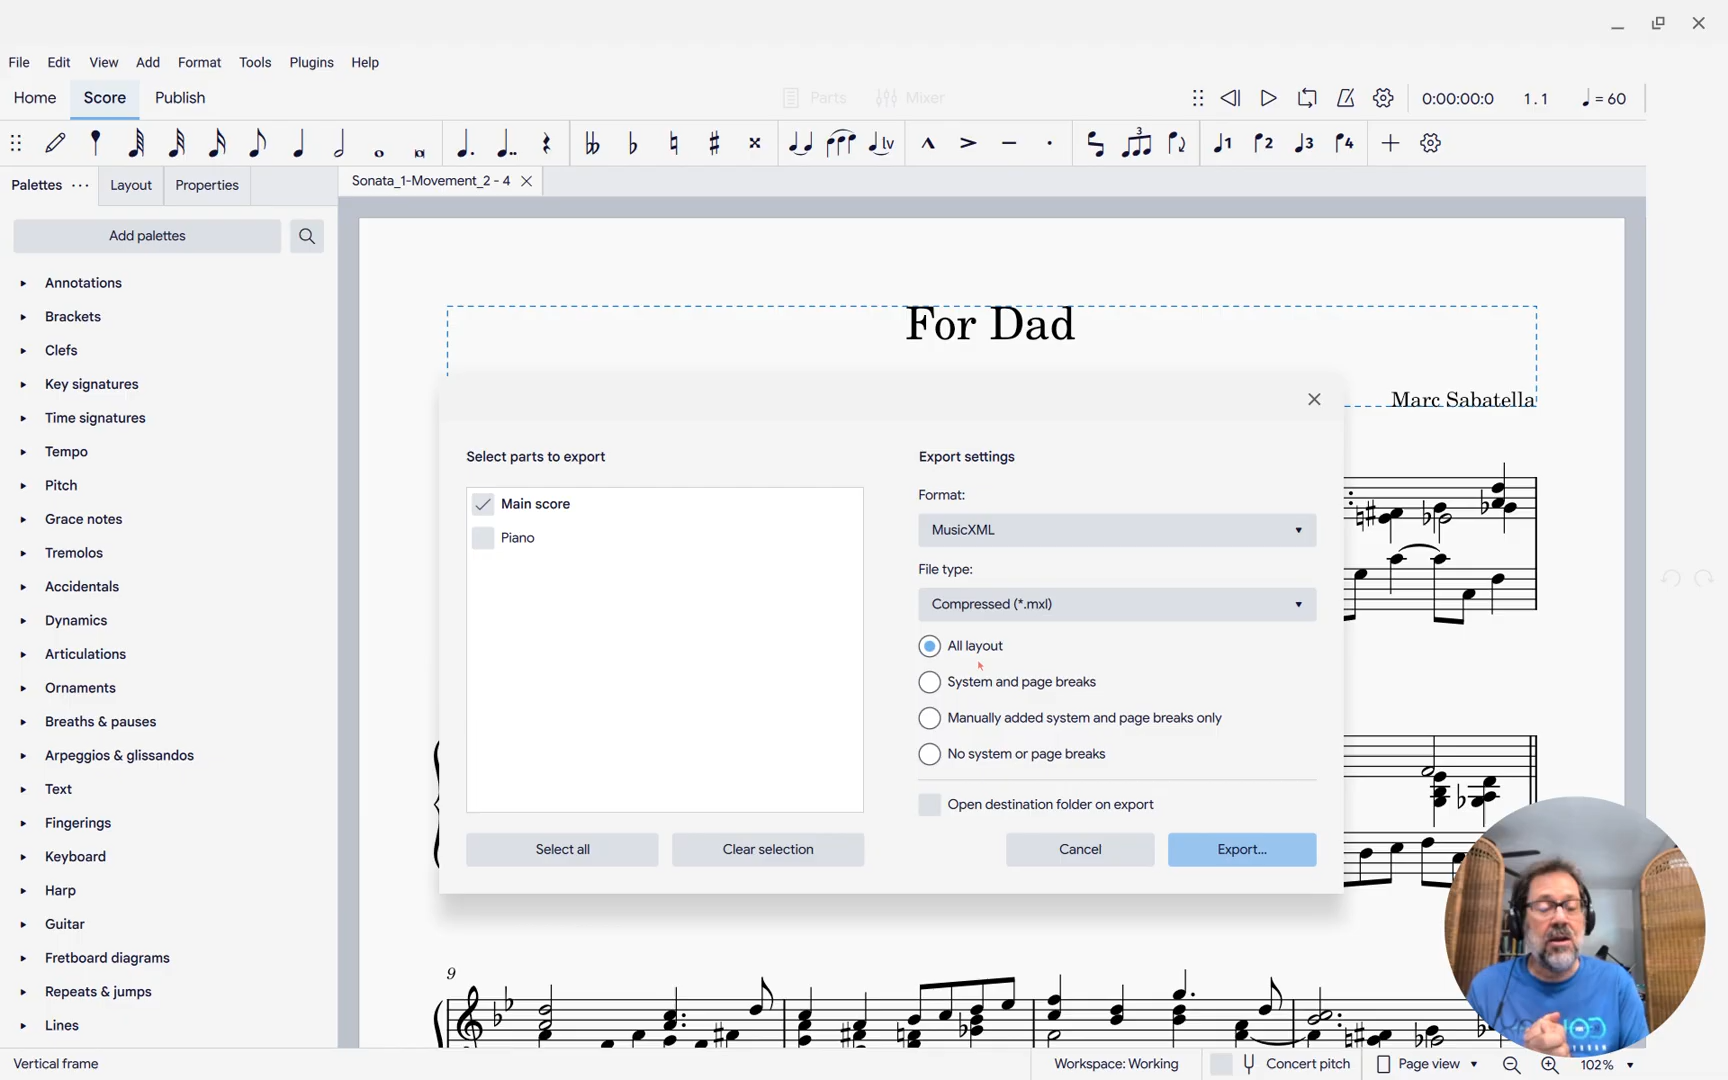 File Edit View Add Format Tools Plugins Help
Home Score Publish Parts Mixer 0:00:00:0 1.1 = 60
3 lv 1 2 3 4
Palettes ... Layout Properties Sonata_1-Movement_2 - 4
Add palettes
Annotations
Brackets
Clefs
Key signatures
Time signatures
Tempo
Pitch
Grace notes
Tremolos
Accidentals
Dynamics
Articulations
Ornaments
Breaths & pauses
Arpeggios & glissandos
Text
Fingerings
Keyboard
Harp
Guitar
Fretboard diagrams
Repeats & jumps
Lines
For Dad
Marc Sabatella
Select parts to export
Main score
Piano
Select all Clear selection
Export settings
Format:
MusicXML
File type:
Compressed (*.mxl)
All layout
System and page breaks
Manually added system and page breaks only
No system or page breaks
Open destination folder on export
Cancel Export...
9
Vertical frame Workspace: Working Concert pitch Page view 102%